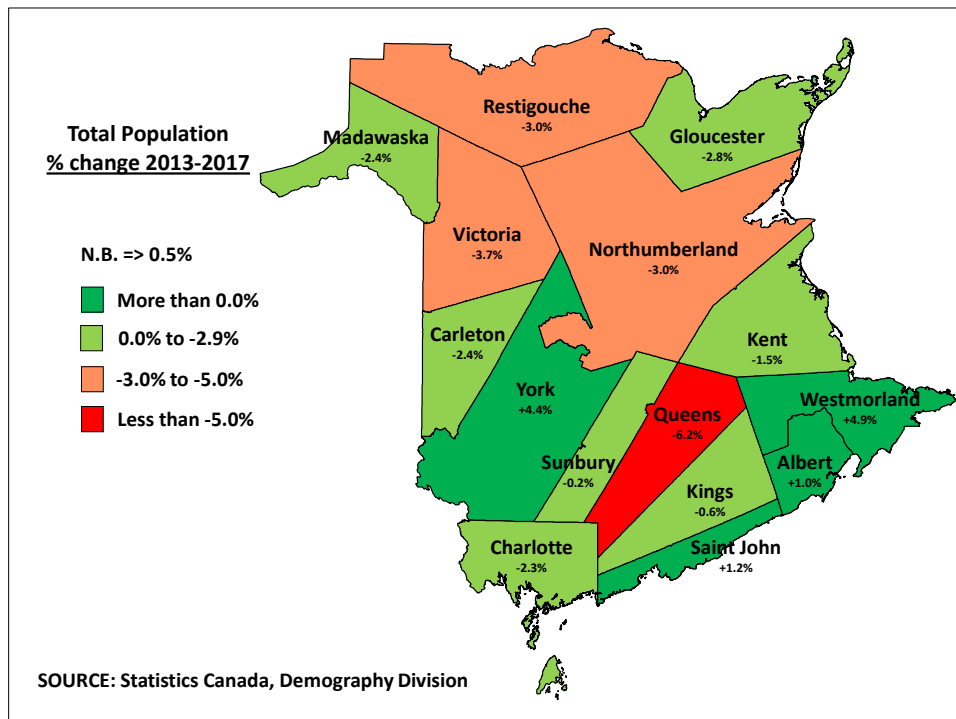 Total Population
% change 2013-2017
N.B. => 0.5%
More than 0.0%
0.0% to -2.9%
-3.0% to -5.0%
Less than -5.0%
Restigouche
-3.0%
Madawaska
-2.4%
Gloucester
-2.8%
Victoria
-3.7%
Northumberland
-3.0%
Carleton
-2.4%
Kent
-1.5%
York
+4.4%
Westmorland
+4.9%
Queens
-6.2%
Sunbury
-0.2%
Albert
+1.0%
Kings
-0.6%
Charlotte
-2.3%
Saint John
+1.2%
SOURCE: Statistics Canada, Demography Division